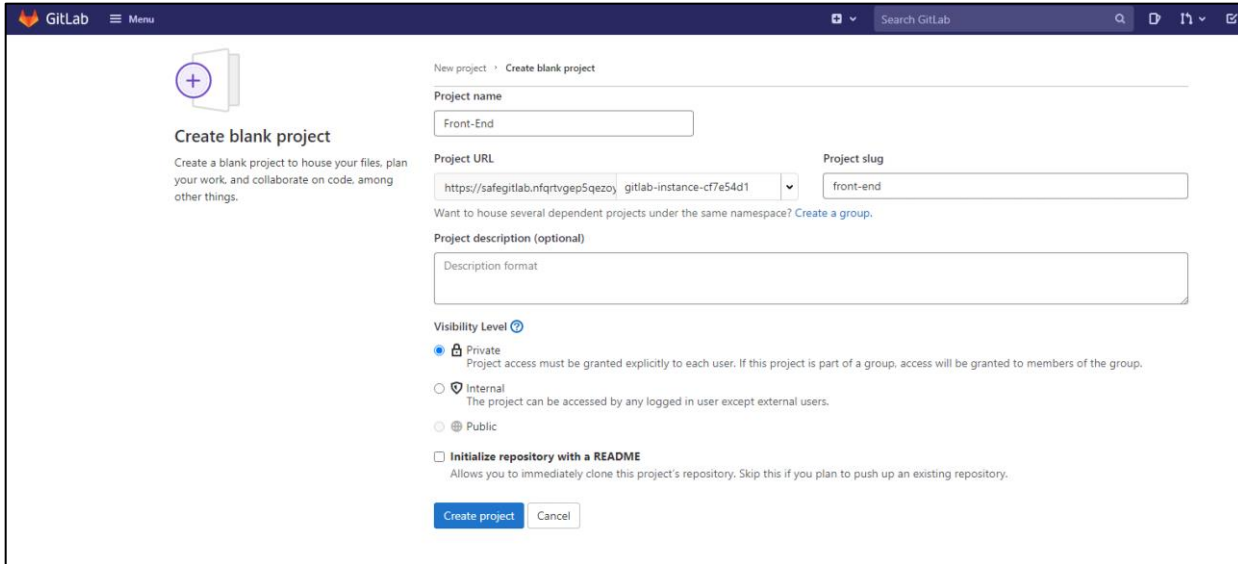 GitLab Menu Search GitLab
New project › Create blank project
Create blank project
Create a blank project to house your files, plan
your work, and collaborate on code, among
other things.
Project name
Front-End
Project URL Project slug
https://safegitlab.nfqrtvgep5qezoy gitlab-instance-cf7e54d1 front-end
Want to house several dependent projects under the same namespace? Create a group.
Project description (optional)
Description format
Visibility Level
Private
Project access must be granted explicitly to each user. If this project is part of a group, access will be granted to members of the group.
Internal
The project can be accessed by any logged in user except external users.
Public
Initialize repository with a README
Allows you to immediately clone this project's repository. Skip this if you plan to push up an existing repository.
Create project Cancel